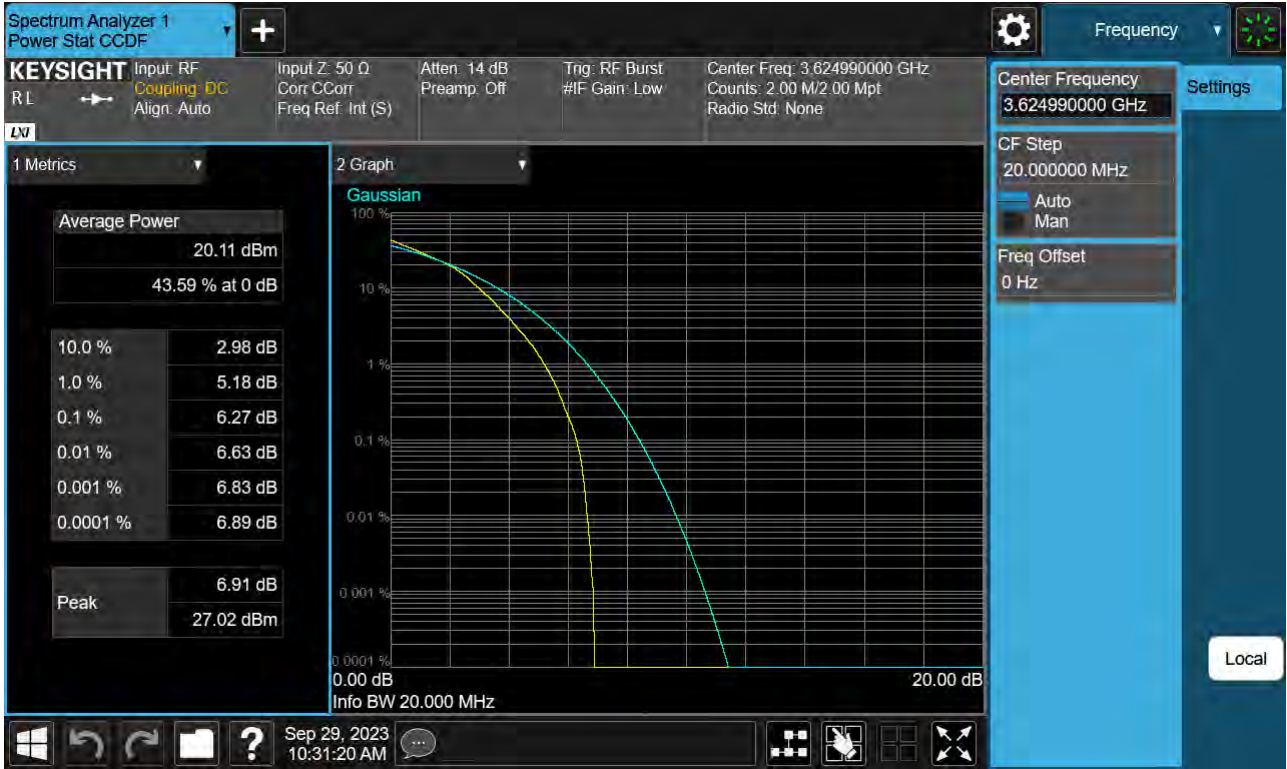 Spectrum Analyzer 1
Power Stat CCDF
Frequency
KEYSIGHT
R L
LXI
Input: RF
Coupling: DC
Align: Auto
Input Z: 50 Ω
Corr CCorr
Freq Ref: Int (S)
Atten: 14 dB
Preamp: Off
Trig: RF Burst
#IF Gain: Low
Center Freq: 3.624990000 GHz
Counts: 2.00 M/2.00 Mpt
Radio Std: None
Center Frequency
3.624990000 GHz
Settings
CF Step
20.000000 MHz
Auto
Man
Freq Offset
0 Hz
1 Metrics
Average Power
20.11 dBm
43.59 % at 0 dB
10.0 % 2.98 dB
1.0 % 5.18 dB
0.1 % 6.27 dB
0.01 % 6.63 dB
0.001 % 6.83 dB
0.0001 % 6.89 dB
Peak
6.91 dB
27.02 dBm
2 Graph
Gaussian
100 %
10 %
1 %
0.1 %
0.01 %
0.001 %
0.0001 %
0.00 dB 20.00 dB
Info BW 20.000 MHz
Local
?
Sep 29, 2023
10:31:20 AM